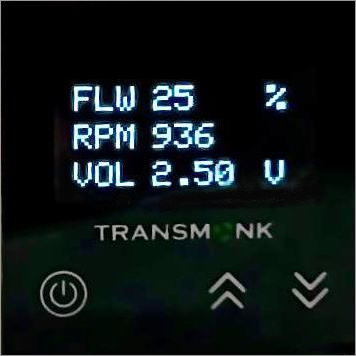 FLW 25 %
RPM 936
VOL 2.50 V
TRANSMONK